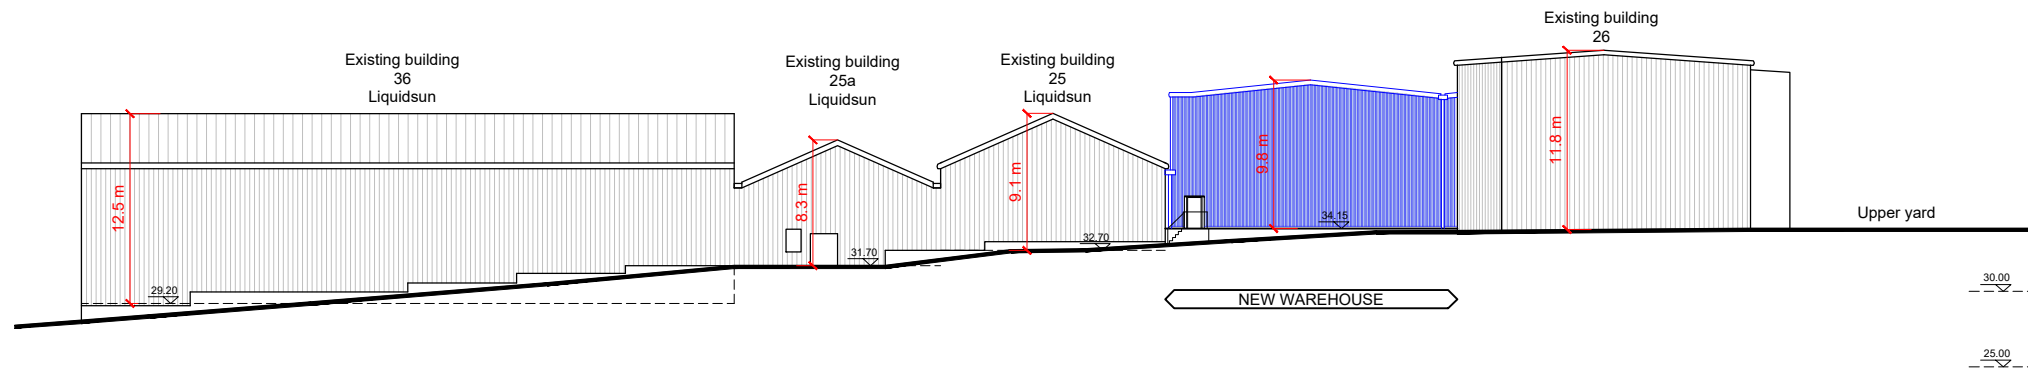 Existing building
36
Liquidsun
Existing building
25a
Liquidsun
Existing building
25
Liquidsun
Existing building
26
12.5 m
8.3 m
9.1 m
9.8 m
11.8 m
29.20
31.70
32.70
34.15
Upper yard
NEW WAREHOUSE
30.00
25.00